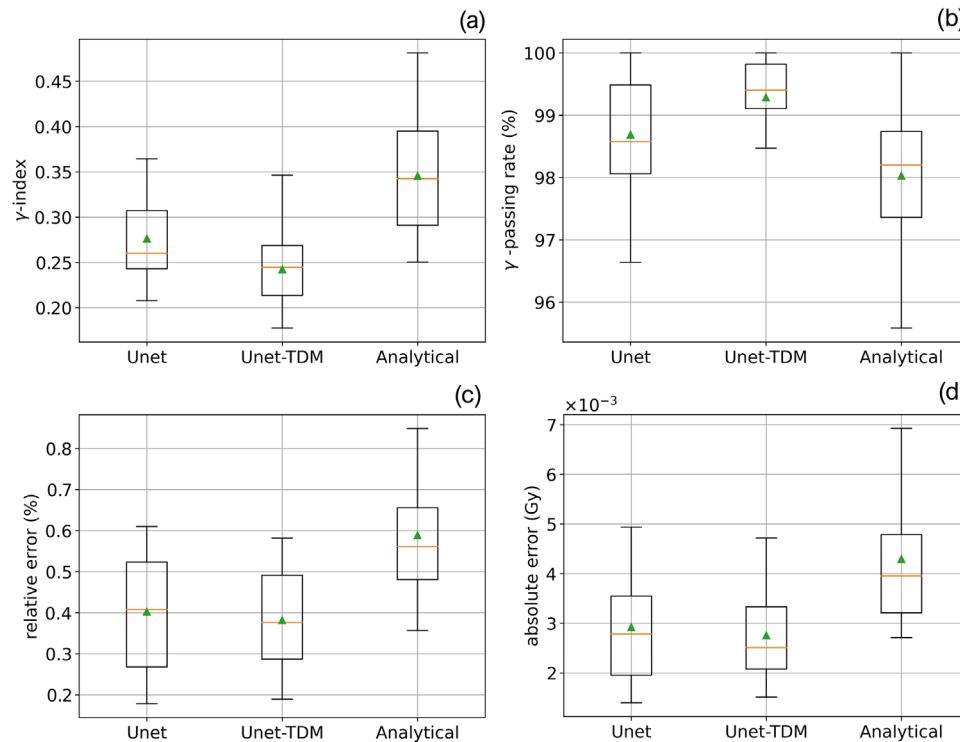 (a)
0.45
0.40
0.35
0.30
0.25
0.20
γ-index
Unet Unet-TDM Analytical
(b)
100
99
98
97
96
γ -passing rate (%)
Unet Unet-TDM Analytical
(c)
0.8
0.7
0.6
0.5
0.4
0.3
0.2
relative error (%)
Unet Unet-TDM Analytical
(d)
×10⁻³
7
6
5
4
3
2
absolute error (Gy)
Unet Unet-TDM Analytical